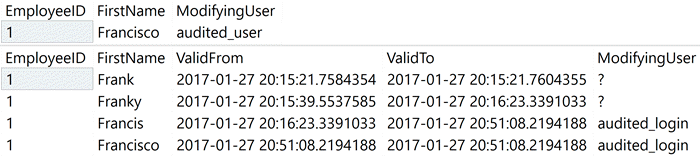 EmployeeID FirstName ModifyingUser
1 Francisco audited_user
EmployeeID FirstName ValidFrom ValidTo ModifyingUser
1 Frank 2017-01-27 20:15:21.7584354 2017-01-27 20:15:21.7604355 ?
1 Franky 2017-01-27 20:15:39.5537585 2017-01-27 20:16:23.3391033 ?
1 Francis 2017-01-27 20:16:23.3391033 2017-01-27 20:51:08.2194188 audited_login
1 Francisco 2017-01-27 20:51:08.2194188 2017-01-27 20:51:08.2194188 audited_login